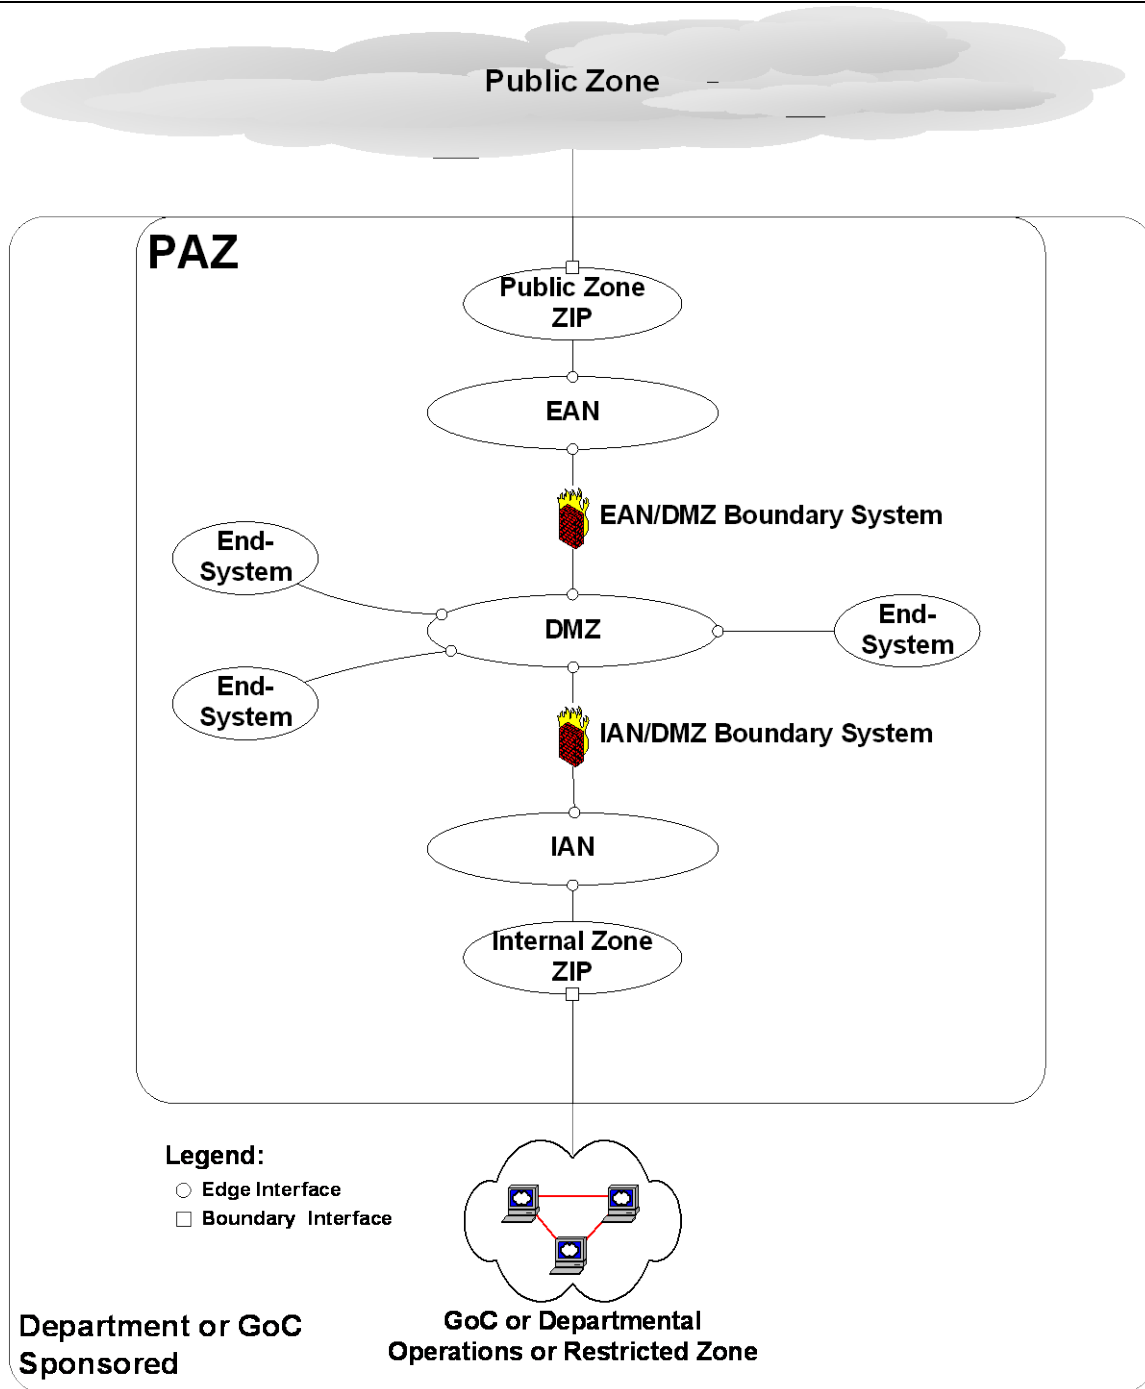 Public Zone
PAZ
Public Zone
ZIP
EAN
EAN/DMZ Boundary System
End-
System
DMZ
End-
System
End-
System
IAN/DMZ Boundary System
IAN
Internal Zone
ZIP
Legend:
Edge Interface
Boundary Interface
GoC or Departmental
Operations or Restricted Zone
Department or GoC
Sponsored